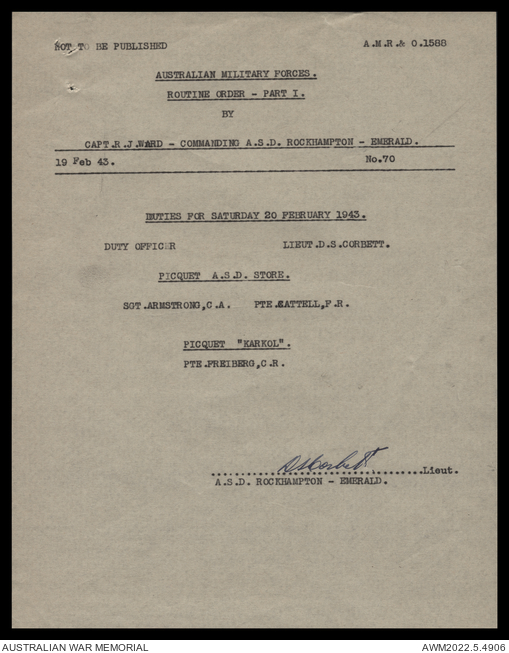 NOT TO BE PUBLISHED A.M.R.& O.1588
AUSTRALIAN MILITARY FORCES.
ROUTINE ORDER - PART I.
BY
CAPT.R.J.WARD - COMMANDING A.S.D. ROCKHAMPTON - EMERALD.
19 Feb 43. No.70
DUTIES FOR SATURDAY 20 FEBRUARY 1943.
DUTY OFFICER LIEUT.D.S.CORBETT.
PICQUET A.S.D. STORE.
SGT.ARMSTRONG,C.A. PTE.CATTELL,F.R.
PICQUET "KARKOL".
PTE.FREIBERG,C.R.
DSCorbett Lieut.
A.S.D. ROCKHAMPTON - EMERALD.
AUSTRALIAN WAR MEMORIAL AWM2022.5.4906